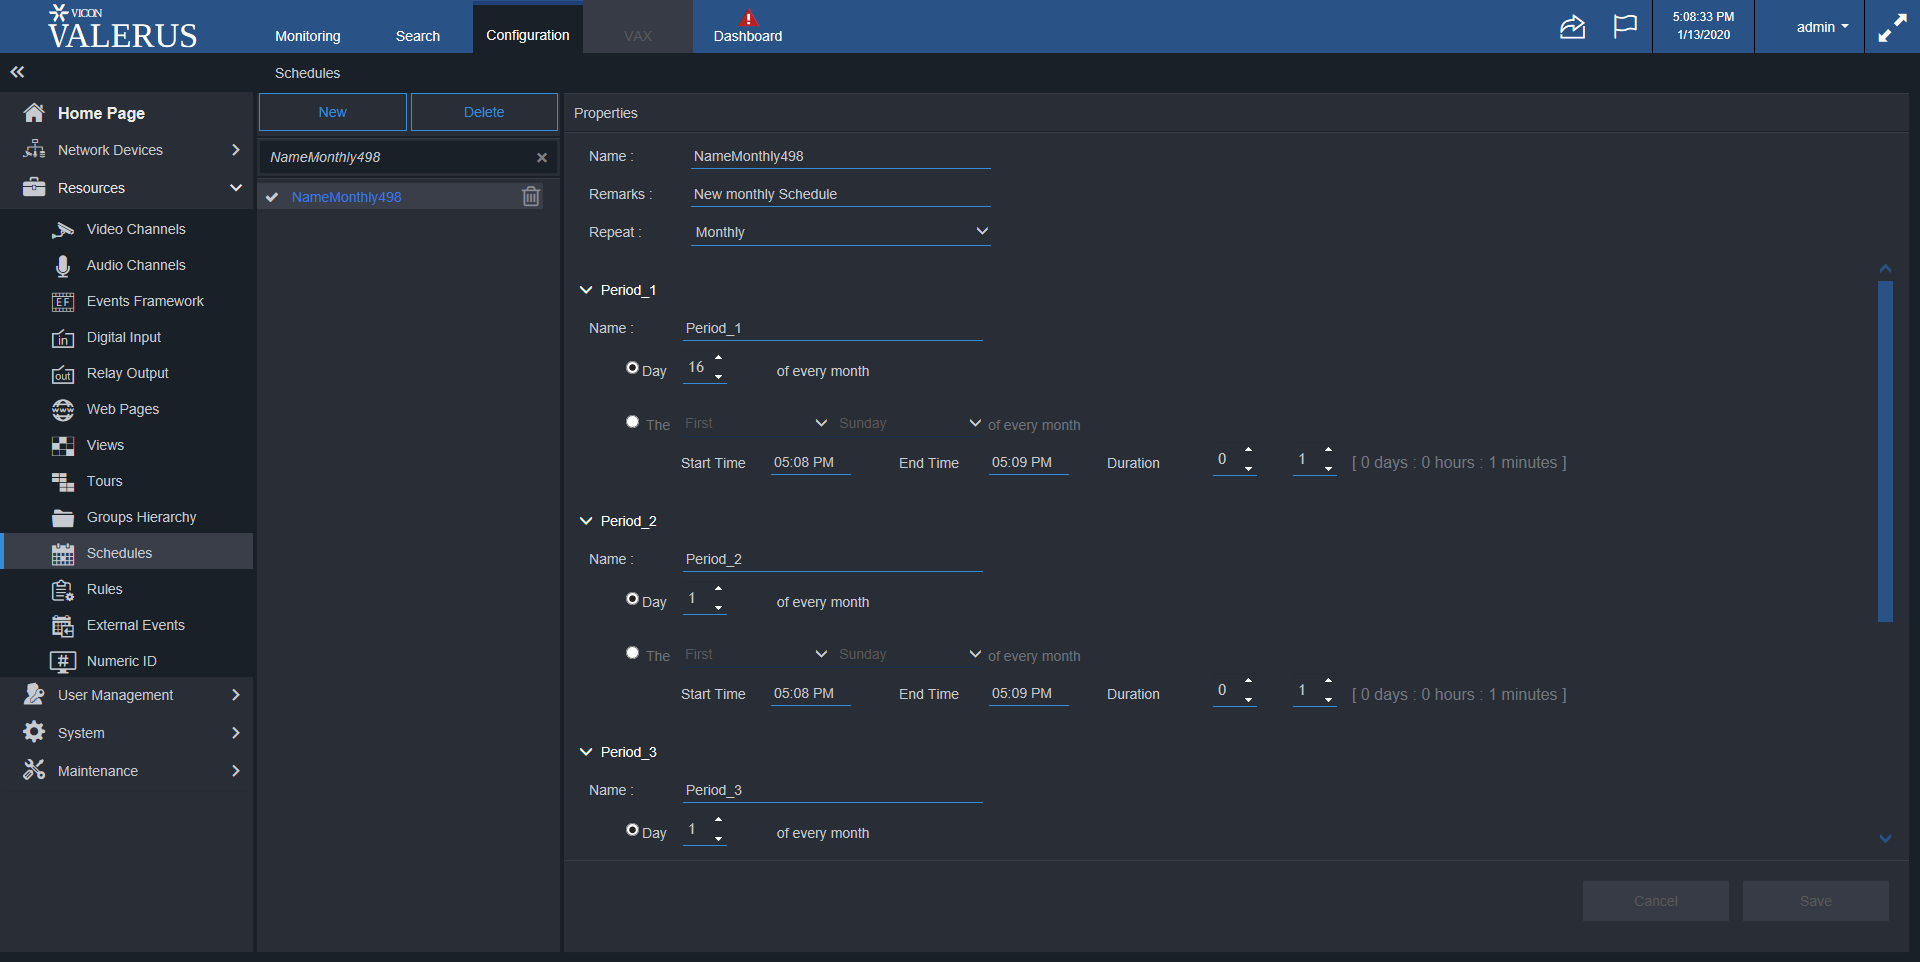 VICON
VALERUS
Monitoring
Search
Configuration
VAX
Dashboard
5:08:33 PM
1/13/2020
admin
Schedules
Home Page
Network Devices
Resources
Video Channels
Audio Channels
EF
Events Framework
in
Digital Input
out
Relay Output
www
Web Pages
Views
Tours
Groups Hierarchy
Schedules
Rules
External Events
#
Numeric ID
User Management
System
Maintenance
New
Delete
NameMonthly498
NameMonthly498
Properties
Name : NameMonthly498
Remarks : New monthly Schedule
Repeat : Monthly
Period_1
Name : Period_1
Day 16 of every month
The First Sunday of every month
Start Time 05:08 PM End Time 05:09 PM Duration 0 1 [ 0 days : 0 hours : 1 minutes ]
Period_2
Name : Period_2
Day 1 of every month
The First Sunday of every month
Start Time 05:08 PM End Time 05:09 PM Duration 0 1 [ 0 days : 0 hours : 1 minutes ]
Period_3
Name : Period_3
Day 1 of every month
Cancel
Save